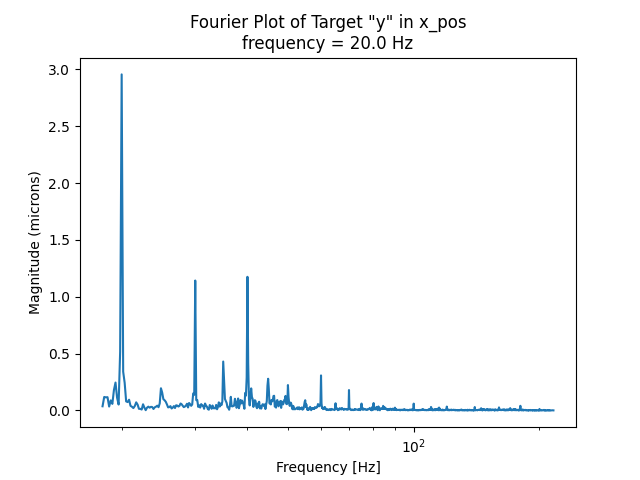 Fourier Plot of Target "y" in x_pos
frequency = 20.0 Hz
3.0
2.5
2.0
1.5
1.0
0.5
0.0
Magnitude (microns)
10²
Frequency [Hz]